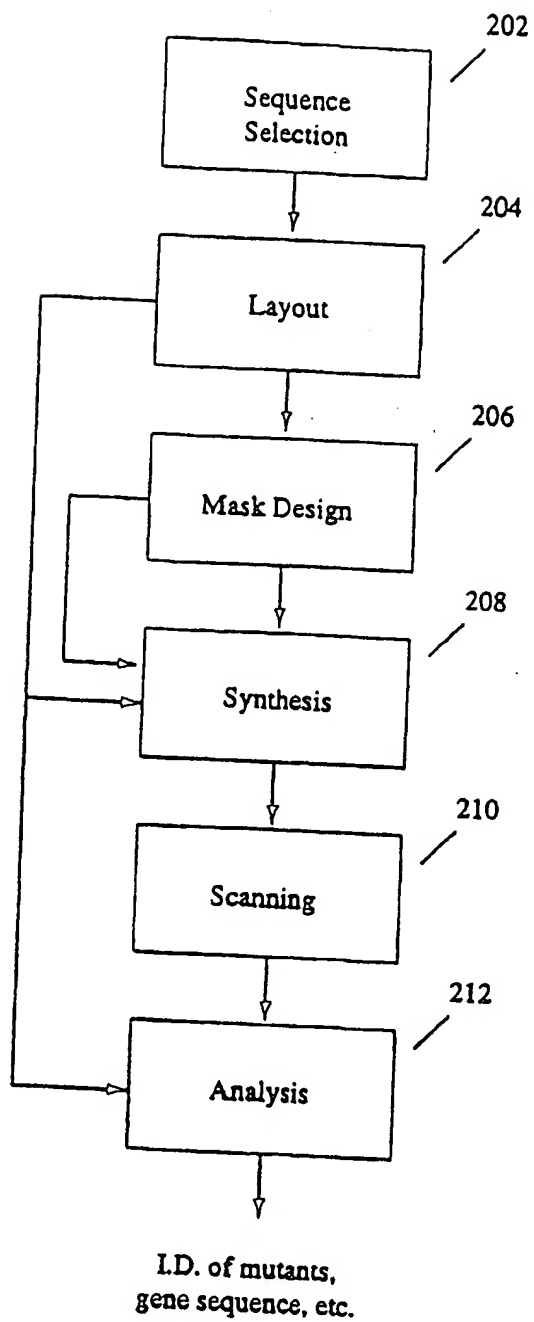 202
Sequence
Selection
204
Layout
206
Mask Design
208
Synthesis
210
Scanning
212
Analysis
I.D. of mutants,
gene sequence, etc.